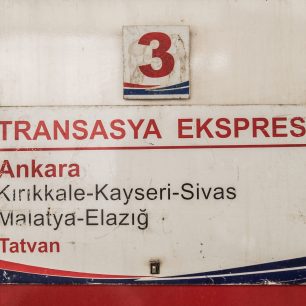 3
TRANSASYA EKSPRES
Ankara
Kırıkkale-Kayseri-Sivas
Malatya-Elazığ
Tatvan